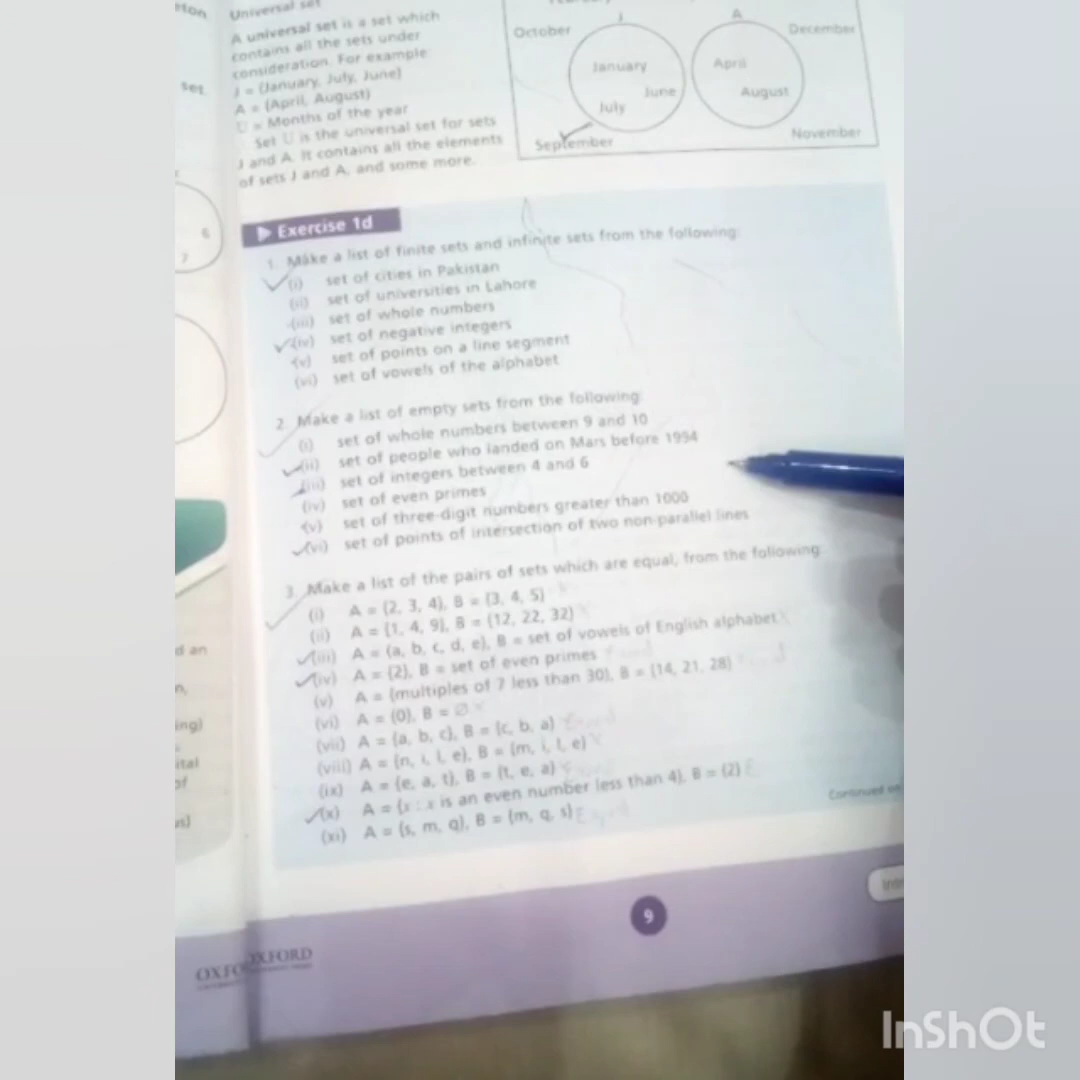 eton
set.
6
7
d an
n,
ing)
ital
of
us)
Universal set
A universal set is a set which
contains all the sets under
consideration. For example:
J = {January, July, June}
A = {April, August}
U = Months of the year
Set U is the universal set for sets
J and A. It contains all the elements
of sets J and A, and some more.
J
A
October
December
January
June
July
April
August
September
November
Exercise 1d
1. Make a list of finite sets and infinite sets from the following:
(i) set of cities in Pakistan
(ii) set of universities in Lahore
(iii) set of whole numbers
(iv) set of negative integers
(v) set of points on a line segment
(vi) set of vowels of the alphabet
2. Make a list of empty sets from the following:
(i) set of whole numbers between 9 and 10
(ii) set of people who landed on Mars before 1954
(iii) set of integers between 4 and 6
(iv) set of even primes
(v) set of three-digit numbers greater than 1000
(vi) set of points of intersection of two non-parallel lines
3. Make a list of the pairs of sets which are equal, from the following:
(i) A = {2, 3, 4}, B = {3, 4, 5}
(ii) A = {1, 4, 9}, B = {12, 22, 32}
(iii) A = {a, b, c, d, e}, B = set of vowels of English alphabet
(iv) A = {2}, B = set of even primes
(v) A = {multiples of 7 less than 30}, B = {14, 21, 28}
(vi) A = {0}, B = ∅
(vii) A = {a, b, c}, B = {c, b, a}
(viii) A = {n, i, l, e}, B = {m, i, l, e}
(ix) A = {e, a, t}, B = {t, e, a}
(x) A = {x : x is an even number less than 4}, B = {2}
(xi) A = {s, m, q}, B = {m, q, s}
Continued on
9
OXFORD
InShOt